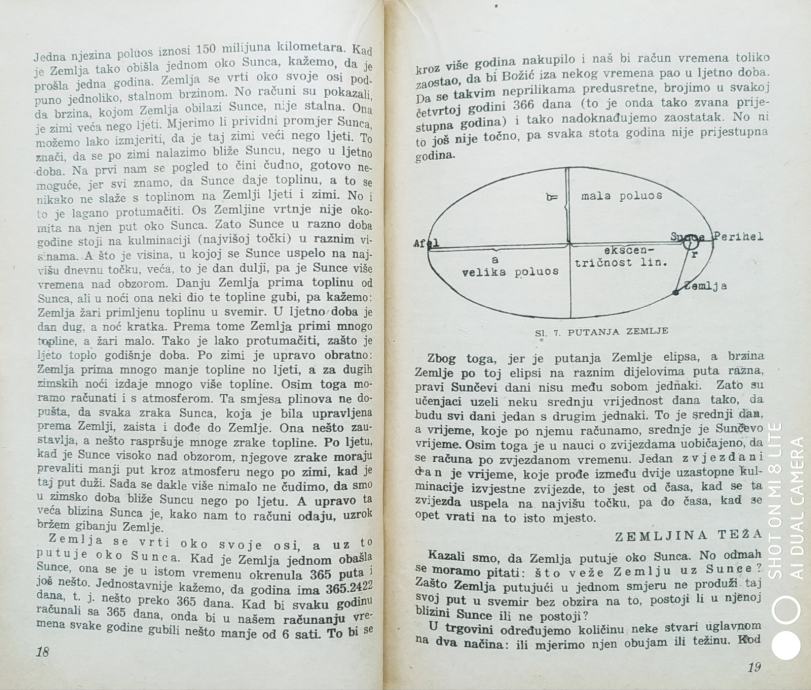 Jedna njezina poluos iznosi 150 milijuna kilometara. Kad
je Zemlja tako obišla jednom oko Sunca, kažemo, da je
prošla jedna godina. Zemlja se vrti oko svoje osi pod-
puno jednoliko, stalnom brzinom. No računi su pokazali,
da brzina, kojom Zemlja obilazi Sunce, nije stalna. Ona
je zimi veća nego ljeti. Mjerimo li prividni promjer Sunca,
možemo lako izmjeriti, da je taj zimi veći nego ljeti. To
znači, da se po zimi nalazimo bliže Suncu, nego u ljetno
doba. Na prvi nam se pogled to čini čudno, gotovo ne-
moguće, jer svi znamo, da Sunce daje toplinu, a to se
nikako ne slaže s toplinom na Zemlji ljeti i zimi. No i
to je lagano protumačiti. Os Zemljine vrtnje nije oko-
mita na njen put oko Sunca. Zato Sunce u razno doba
godine stoji na kulminaciji (najvišoj točki) u raznim vi-
sinama. A što je visina, u kojoj se Sunce uspelo na naj-
višu dnevnu točku, veća, to je dan dulji, pa je Sunce više
vremena nad obzorom. Danju Zemlja prima toplinu od
Sunca, ali u noći ona neki dio te topline gubi, pa kažemo:
Zemlja žari primljenu toplinu u svemir. U ljetno doba je
dan dug, a noć kratka. Prema tome Zemlja primi mnogo
topline, a žari malo. Tako je lako protumačiti, zašto je
ljeto toplo godišnje doba. Po zimi je upravo obratno:
Zemlja prima mnogo manje topline no ljeti, a za dugih
zimskih noći izdaje mnogo više topline. Osim toga mo-
ramo računati i s atmosferom. Ta smjesa plinova ne do-
pušta, da svaka zraka Sunca, koja je bila upravljena
prema Zemlji, zaista i dođe do Zemlje. Ona nešto zau-
stavlja, a nešto raspršuje mnoge zrake topline. Po ljetu,
kad je Sunce visoko nad obzorom, njegove zrake moraju
prevaliti manji put kroz atmosferu nego po zimi, kad je
taj put duži. Sada se dakle više nimalo ne čudimo, da smo
u zimsko doba bliže Suncu nego po ljetu. A upravo ta
veća blizina Sunca je, kako nam to računi odaju, uzrok
bržem gibanju Zemlje.
Zemlja se vrti oko svoje osi, a uz to
putuje oko Sunca. Kad je Zemlja jednom obašla
Sunce, ona se je u istom vremenu okrenula 365 puta i
još nešto. Jednostavnije kažemo, da godina ima 365.2422
dana, t. j. nešto preko 365 dana. Kad bi svaku godinu
računali sa 365 dana, onda bi u našem računanju vre-
mena svake godine gubili nešto manje od 6 sati. To bi se
18
kroz više godina nakupilo i naš bi račun vremena toliko
zaostao, da bi Božić iza nekog vremena pao u ljetno doba.
Da se takvim neprilikama predusretne, brojimo u svakoj
četvrtoj godini 366 dana (to je onda tako zvana prije-
stupna godina) i tako nadoknađujemo zaostatak. No ni
to još nije točno, pa svaka stota godina nije prijestupna
godina.
b= mala poluos
Afel
Sunce Perihel
a
velika poluos
ekscen-
tričnost lin.
r
Zemlja
Sl. 7. PUTANJA ZEMLJE
Zbog toga, jer je putanja Zemlje elipsa, a brzina
Zemlje po toj elipsi na raznim dijelovima puta razna,
pravi Sunčevi dani nisu među sobom jednaki. Zato su
učenjaci uzeli neku srednju vrijednost dana tako, da
budu svi dani jedan s drugim jednaki. To je srednji dan,
a vrijeme, koje po njemu računamo, srednje je Sunčevo
vrijeme. Osim toga je u nauci o zvijezdama uobičajeno, da
se računa po zvjezdanom vremenu. Jedan zvjezdani
dan je vrijeme, koje prođe između dvije uzastopne kul-
minacije izvjestne zvijezde, to jest od časa, kad se ta
zvijezda uspela na najvišu točku, pa do časa, kad se
opet vrati na to isto mjesto.
ZEMLJINA TEŽA
Kazali smo, da Zemlja putuje oko Sunca. No odmah
se moramo pitati: što veže Zemlju uz Sunce?
Zašto Zemlja putujući u jednom smjeru ne produži taj
svoj put u svemir bez obzira na to, postoji li u njenoj
blizini Sunce ili ne postoji?
U trgovini određujemo količinu neke stvari uglavnom
na dva načina: ili mjerimo njen obujam ili težinu. Kod
19
SHOT ON MI 8 LITE
AI DUAL CAMERA